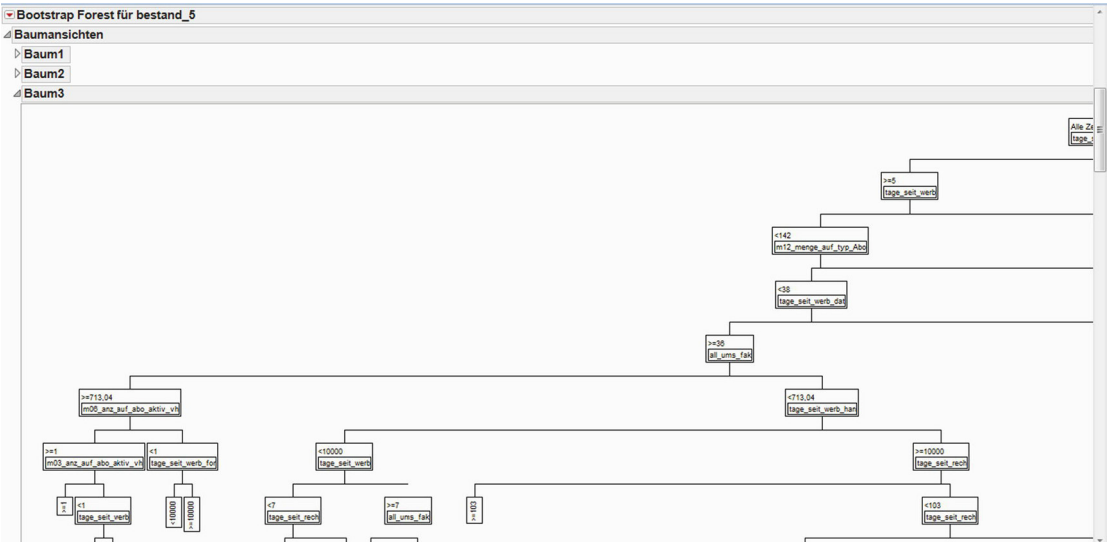 Bootstrap Forest für bestand_5
Baumansichten
Baum1
Baum2
Baum3
Alle Ze
tage_s
>=5
tage_seit_werb
<142
m12_menge_auf_typ_Abo
<38
tage_seit_werb_dat
>=36
all_ums_fak
>=713,04
m06_anz_auf_abo_aktiv_vh
<713,04
tage_seit_werb_han
>=1
m03_anz_auf_abo_aktiv_vh
<1
tage_seit_werb_for
<10000
tage_seit_werb
>=10000
tage_seit_rech
>=1
<1
tage_seit_werb
<10000
>=10000
<7
tage_seit_rech
>=7
all_ums_fak
>=103
<103
tage_seit_rech